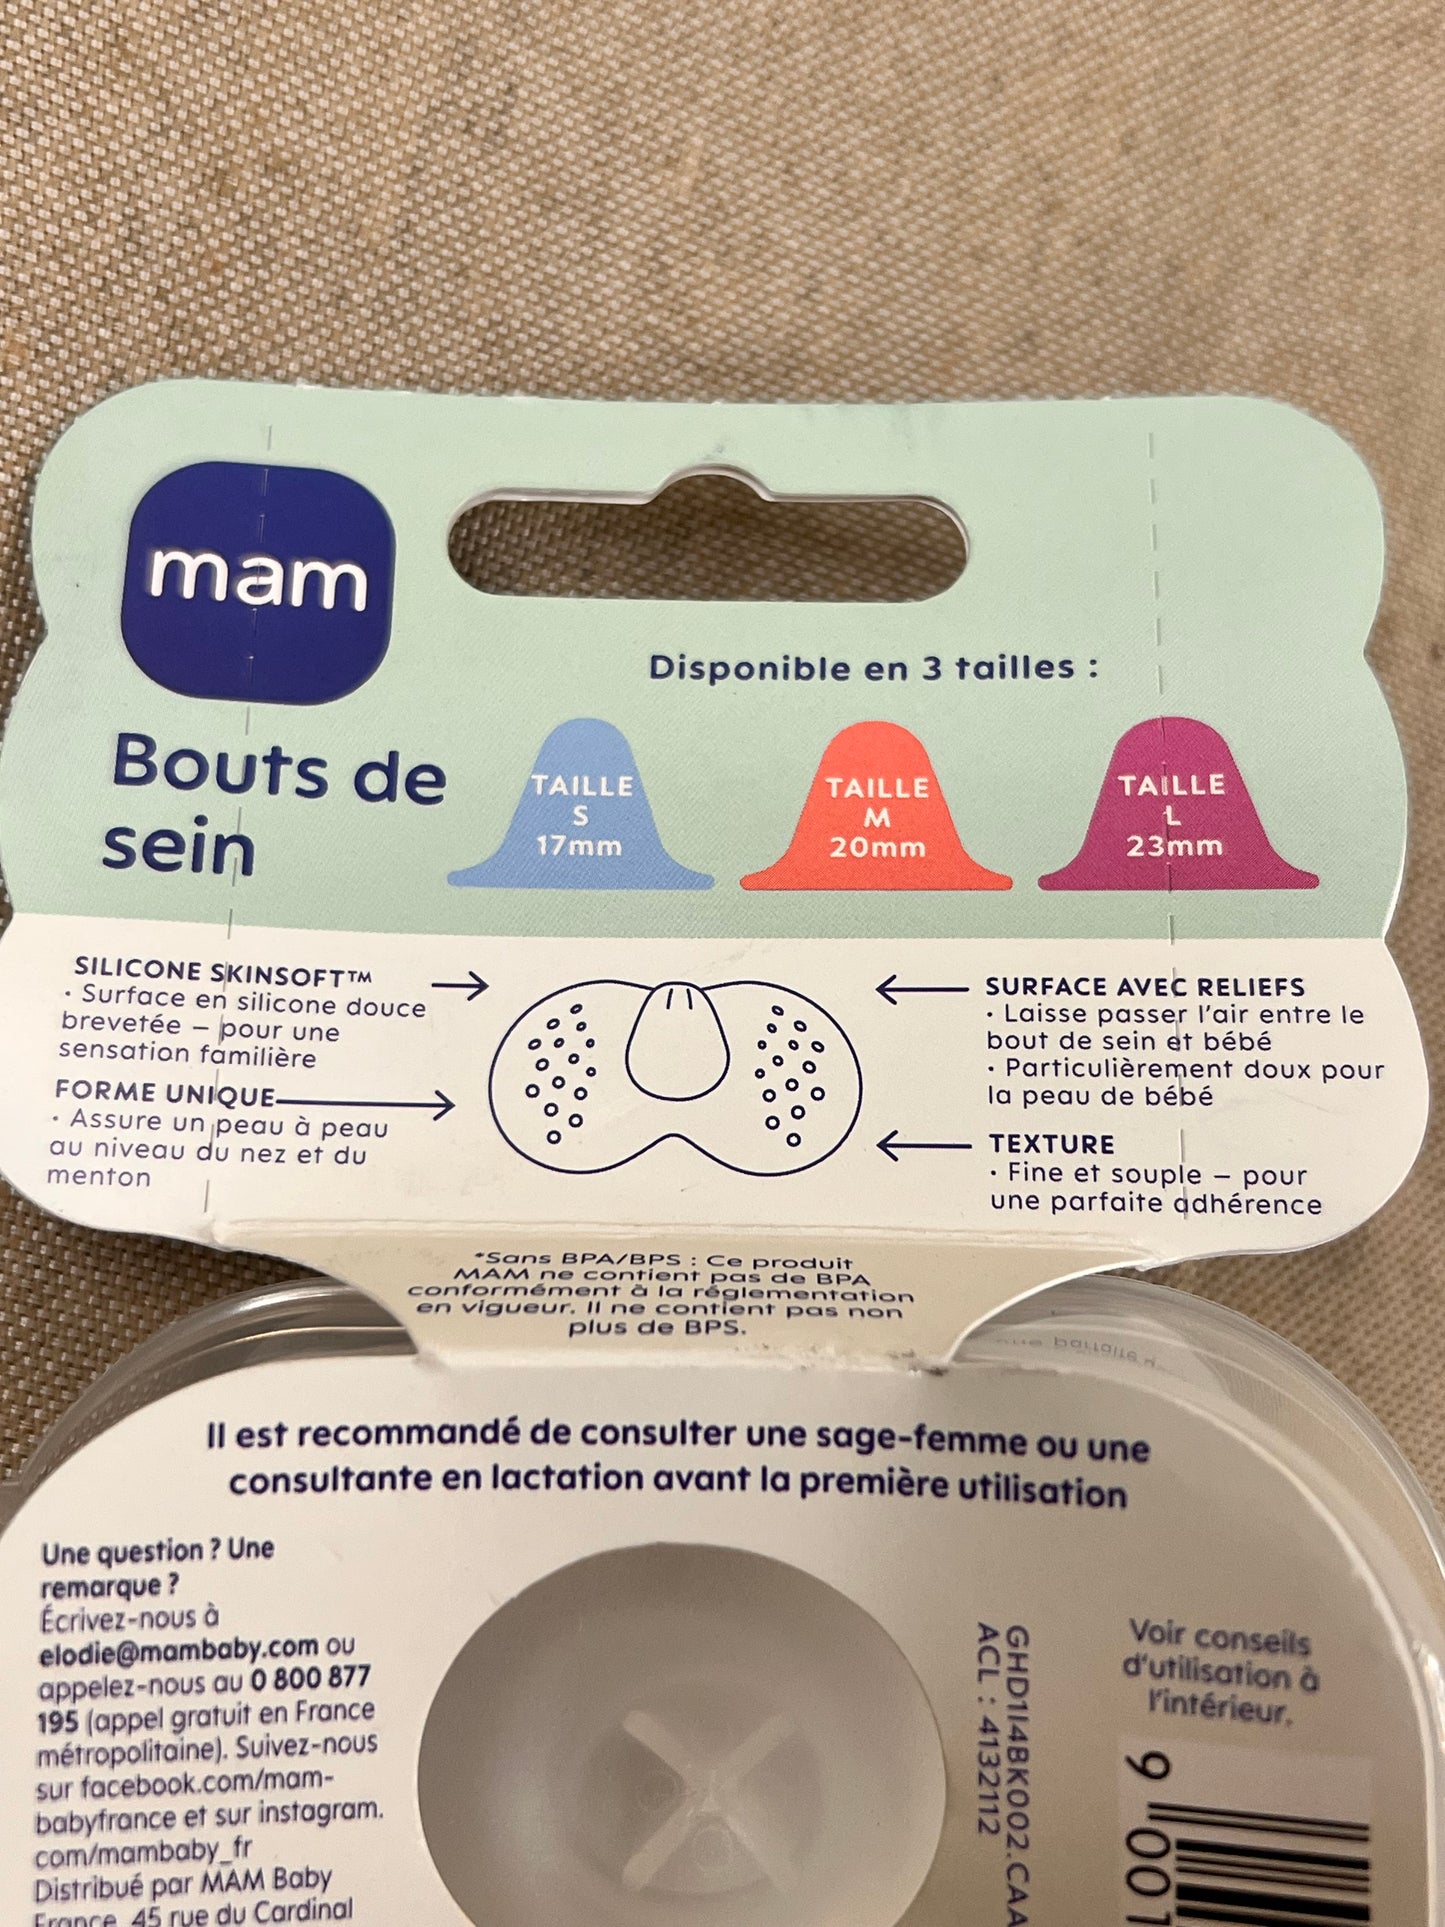 mam
Disponible en 3 tailles :
Bouts de
sein
TAILLE
S
17mm
TAILLE
M
20mm
TAILLE
L
23mm
SILICONE SKINSOFT™
· Surface en silicone douce
brevetée – pour une
sensation familière
FORME UNIQUE
· Assure un peau à peau
au niveau du nez et du
menton
SURFACE AVEC RELIEFS
· Laisse passer l'air entre le
bout de sein et bébé
· Particulièrement doux pour
la peau de bébé
TEXTURE
· Fine et souple – pour
une parfaite adhérence
*Sans BPA/BPS : Ce produit
MAM ne contient pas de BPA
conformément à la réglementation
en vigueur. Il ne contient pas non
plus de BPS.
Il est recommandé de consulter une sage-femme ou une
consultante en lactation avant la première utilisation
Une question ? Une
remarque ?
Écrivez-nous à
elodie@mambaby.com ou
appelez-nous au 0 800 877
195 (appel gratuit en France
métropolitaine). Suivez-nous
sur facebook.com/mam-
babyfrance et sur instagram.
com/mambaby_fr
Distribué par MAM Baby
France, 45 rue du Cardinal
GHD1I4BK002.CAA
ACL : 4132112
Voir conseils
d'utilisation à
l'intérieur.
9 001